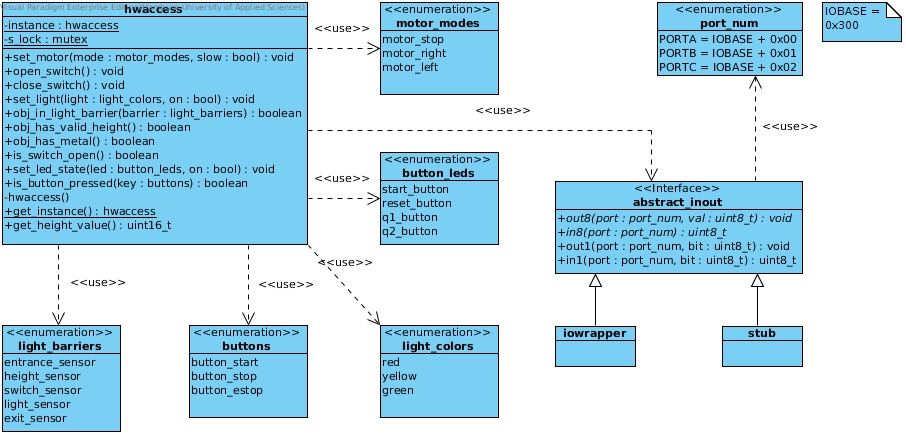 Visual Paradigm Enterprise Edition University of Applied Sciences)
hwaccess
-instance : hwaccess
-s_lock : mutex
+set_motor(mode : motor_modes, slow : bool) : void
+open_switch() : void
+close_switch() : void
+set_light(light : light_colors, on : bool) : void
+obj_in_light_barrier(barrier : light_barriers) : boolean
+obj_has_valid_height() : boolean
+obj_has_metal() : boolean
+is_switch_open() : boolean
+set_led_state(led : button_leds, on : bool) : void
+is_button_pressed(key : buttons) : boolean
-hwaccess()
+get_instance() : hwaccess
+get_height_value() : uint16_t
<<use>>
<<enumeration>>
motor_modes
motor_stop
motor_right
motor_left
<<enumeration>>
port_num
PORTA = IOBASE + 0x00
PORTB = IOBASE + 0x01
PORTC = IOBASE + 0x02
IOBASE =
0x300
<<use>>
<<use>>
<<use>>
<<enumeration>>
button_leds
start_button
reset_button
q1_button
q2_button
<<Interface>>
abstract_inout
+out8(port : port_num, val : uint8_t) : void
+in8(port : port_num) : uint8_t
+out1(port : port_num, bit : uint8_t) : void
+in1(port : port_num, bit : uint8_t) : uint8_t
<<use>>
<<use>>
<<use>>
<<enumeration>>
light_barriers
entrance_sensor
height_sensor
switch_sensor
light_sensor
exit_sensor
<<enumeration>>
buttons
button_start
button_stop
button_estop
<<enumeration>>
light_colors
red
yellow
green
iowrapper
stub